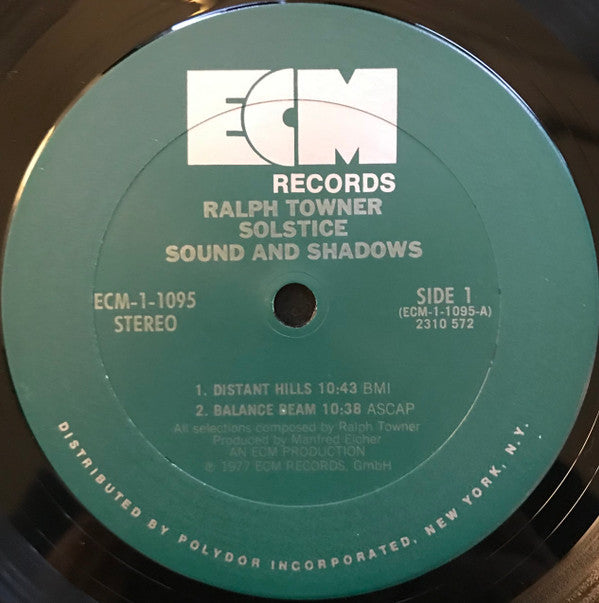 ECM
RECORDS
RALPH TOWNER
SOLSTICE
SOUND AND SHADOWS
ECM-1-1095
STEREO
SIDE 1
(ECM-1-1095-A)
2310 572
1. DISTANT HILLS 10:43 BMI
2. BALANCE BEAM 10:38 ASCAP
All selections composed by Ralph Towner
Produced by Manfred Eicher
AN ECM PRODUCTION
℗ 1977 ECM RECORDS, GmbH
DISTRIBUTED BY POLYDOR INCORPORATED, NEW YORK, N.Y.